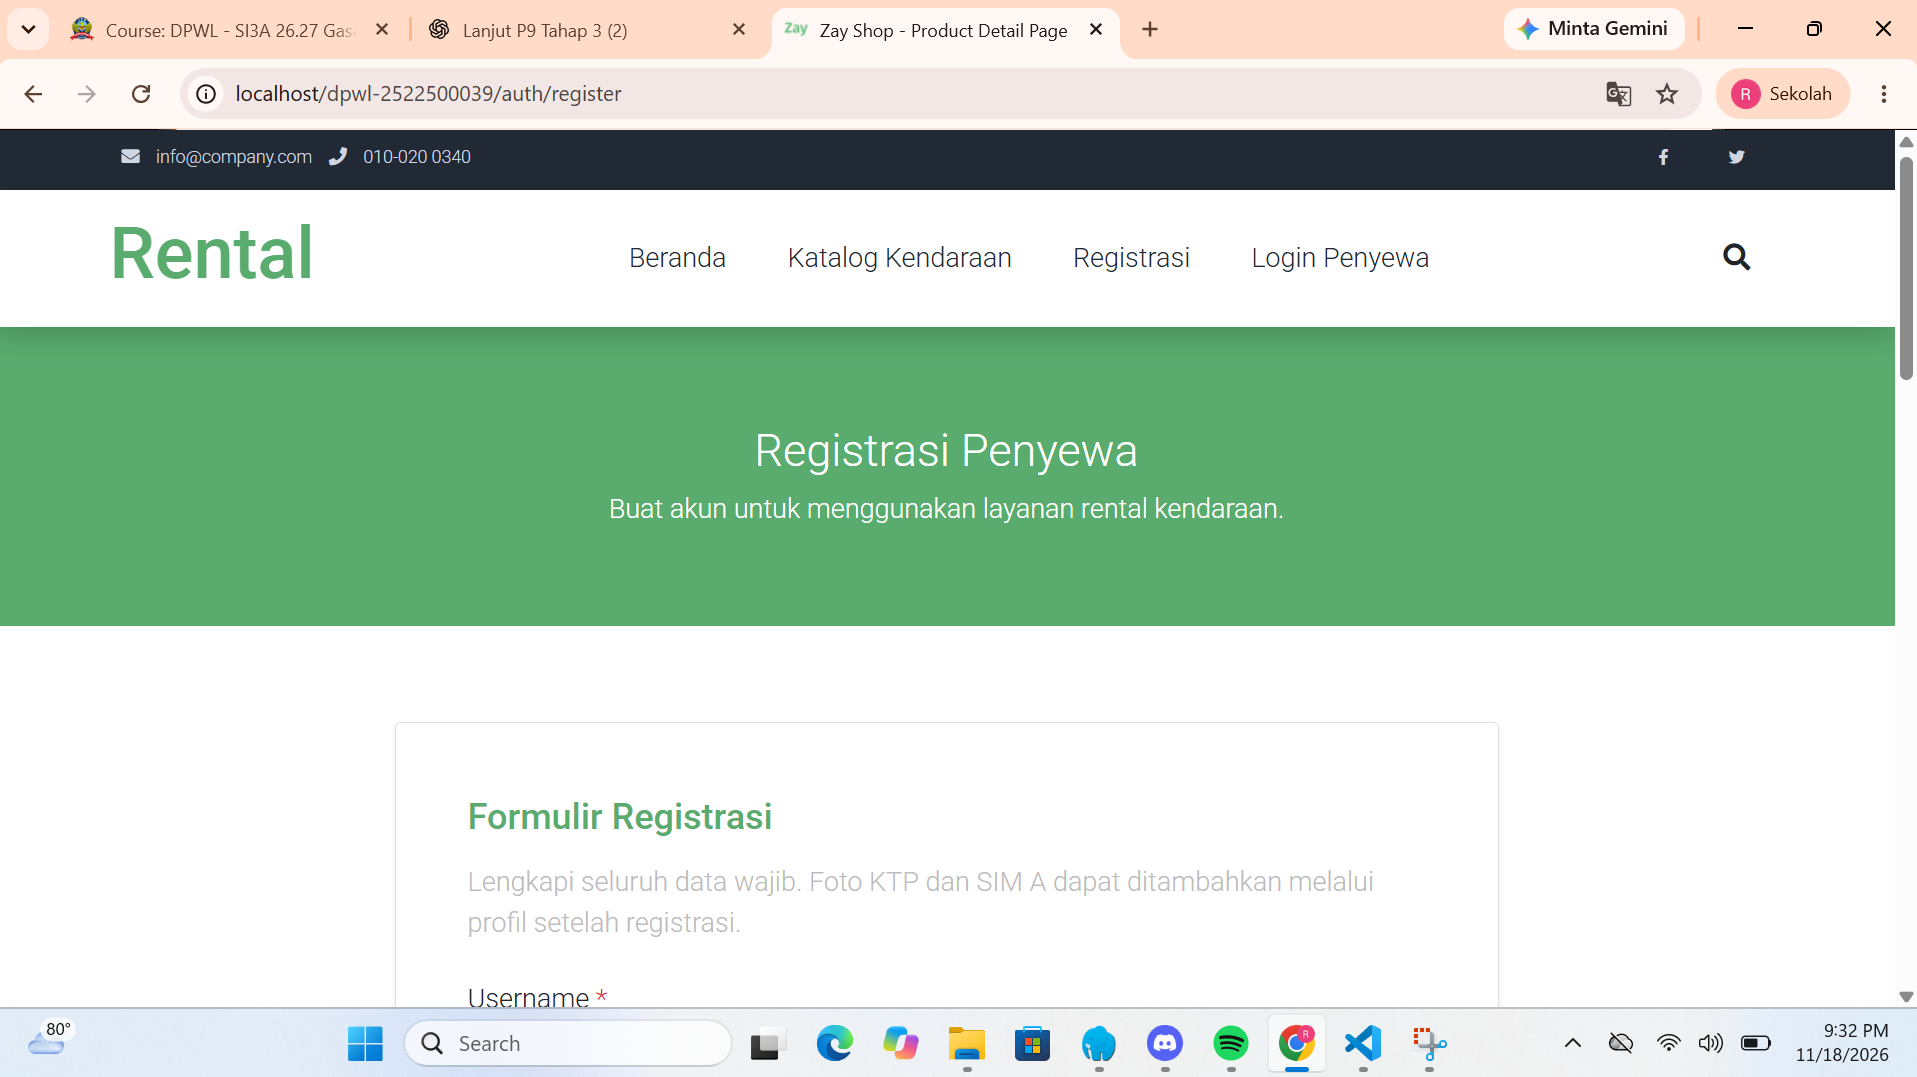 Course: DPWL - SI3A 26.27 Gasa
Lanjut P9 Tahap 3 (2)
Zay
Zay Shop - Product Detail Page
Minta Gemini
localhost/dpwl-2522500039/auth/register
R
Sekolah
info@company.com
010-020 0340
Rental
Beranda
Katalog Kendaraan
Registrasi
Login Penyewa
Registrasi Penyewa
Buat akun untuk menggunakan layanan rental kendaraan.
Formulir Registrasi
Lengkapi seluruh data wajib. Foto KTP dan SIM A dapat ditambahkan melalui
profil setelah registrasi.
Username *
80°
Search
R
9:32 PM
11/18/2026